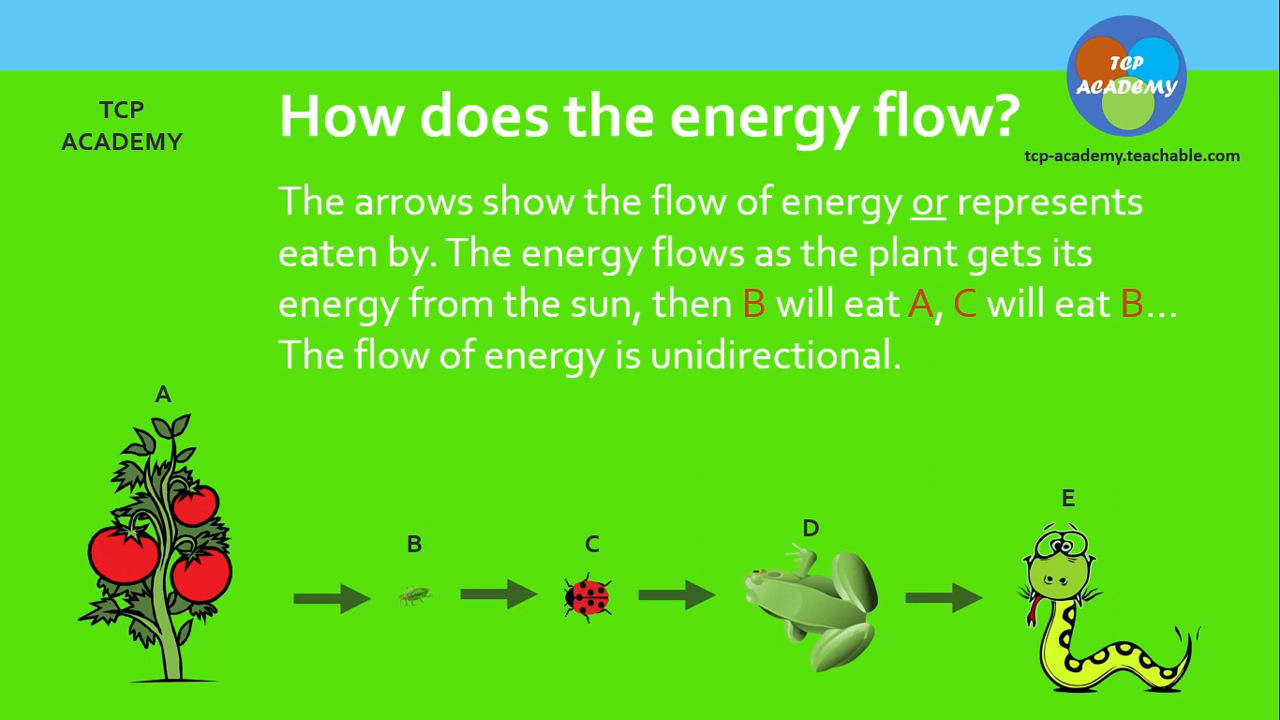 TCP
ACADEMY
How does the energy flow?
TCP
ACADEMY
tcp-academy.teachable.com
The arrows show the flow of energy or represents
eaten by. The energy flows as the plant gets its
energy from the sun, then B will eat A, C will eat B...
The flow of energy is unidirectional.
A
B
C
D
E